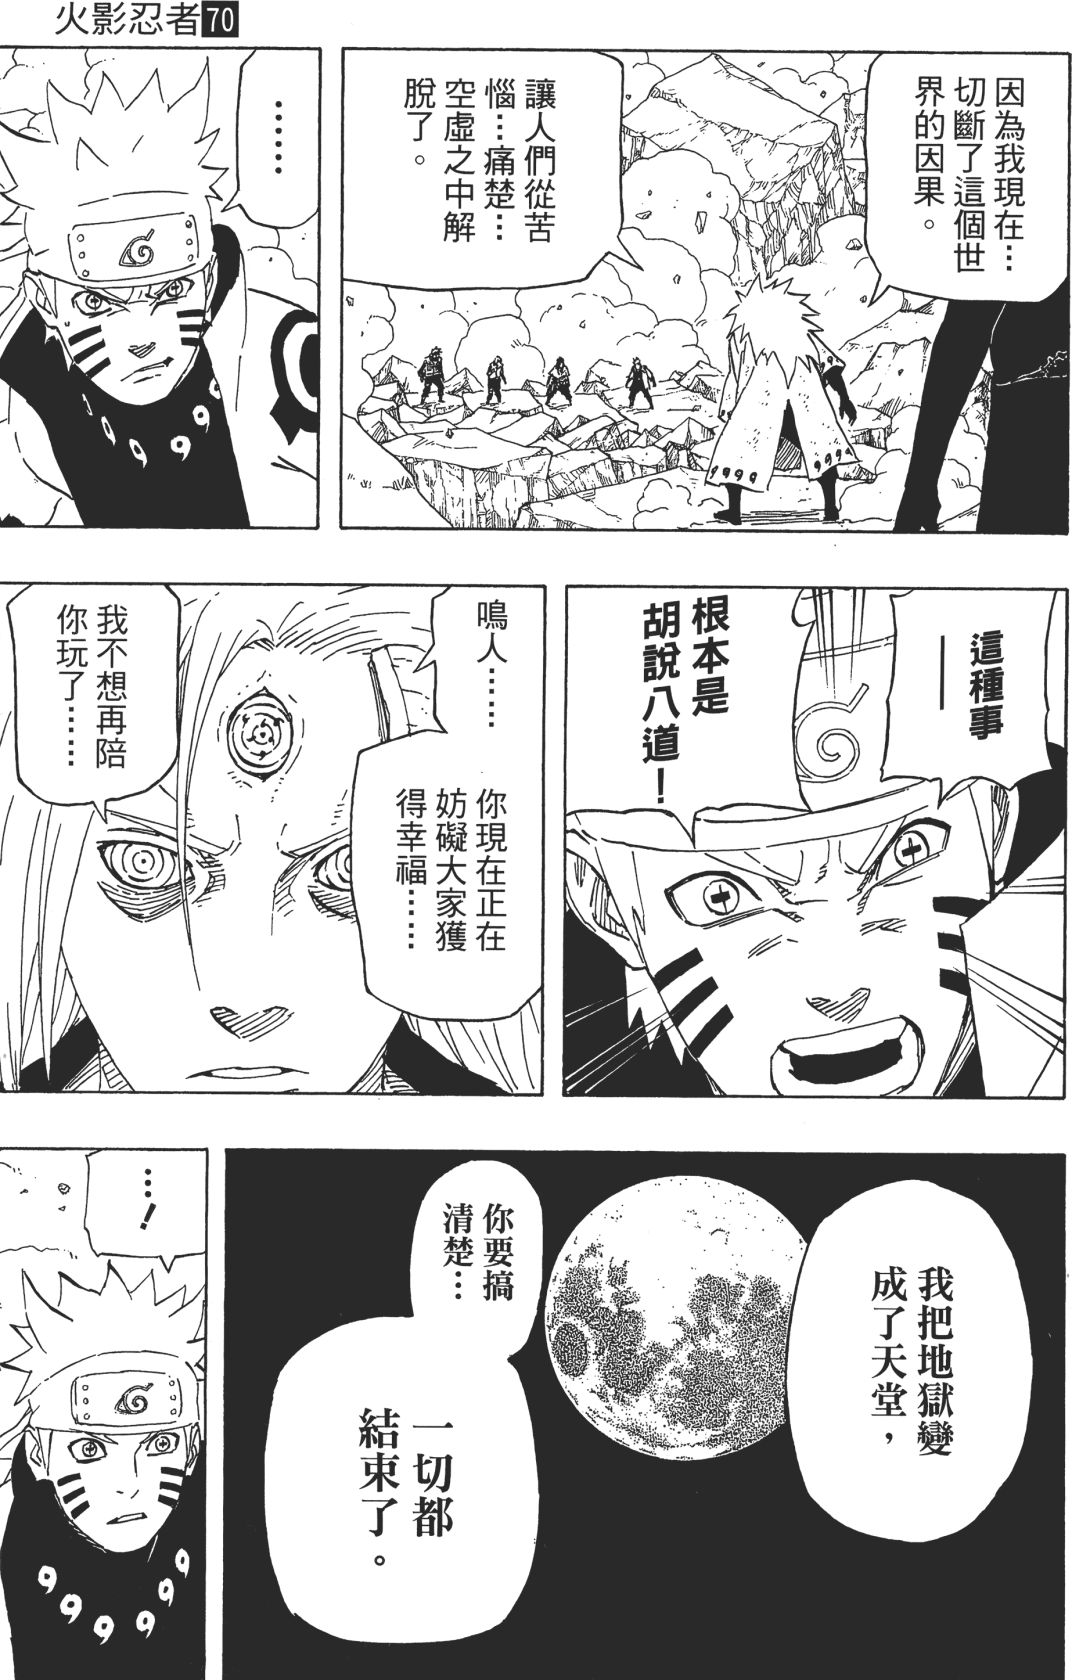 火影忍者70
因為我現在…
切斷了這個世
界的因果。
讓人們從苦
惱…痛楚…
空虛之中解
脫了。
……
這種事
——
根本是
胡說八道！
鳴人……
你現在正在
妨礙大家獲
得幸福……
我不想再陪
你玩了……
我把地獄變
成了天堂，
你要搞
清楚…
一切都
結束了。
…！